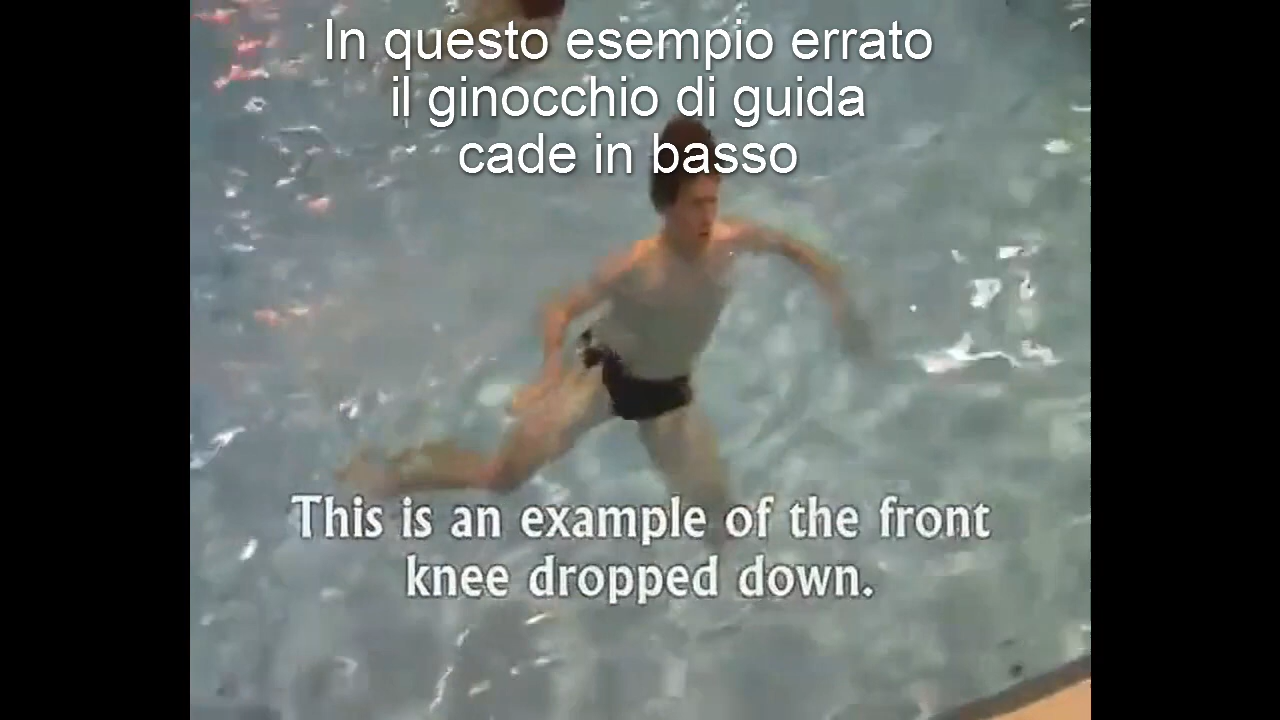 In questo esempio errato
il ginocchio di guida
cade in basso
This is an example of the front
knee dropped down.